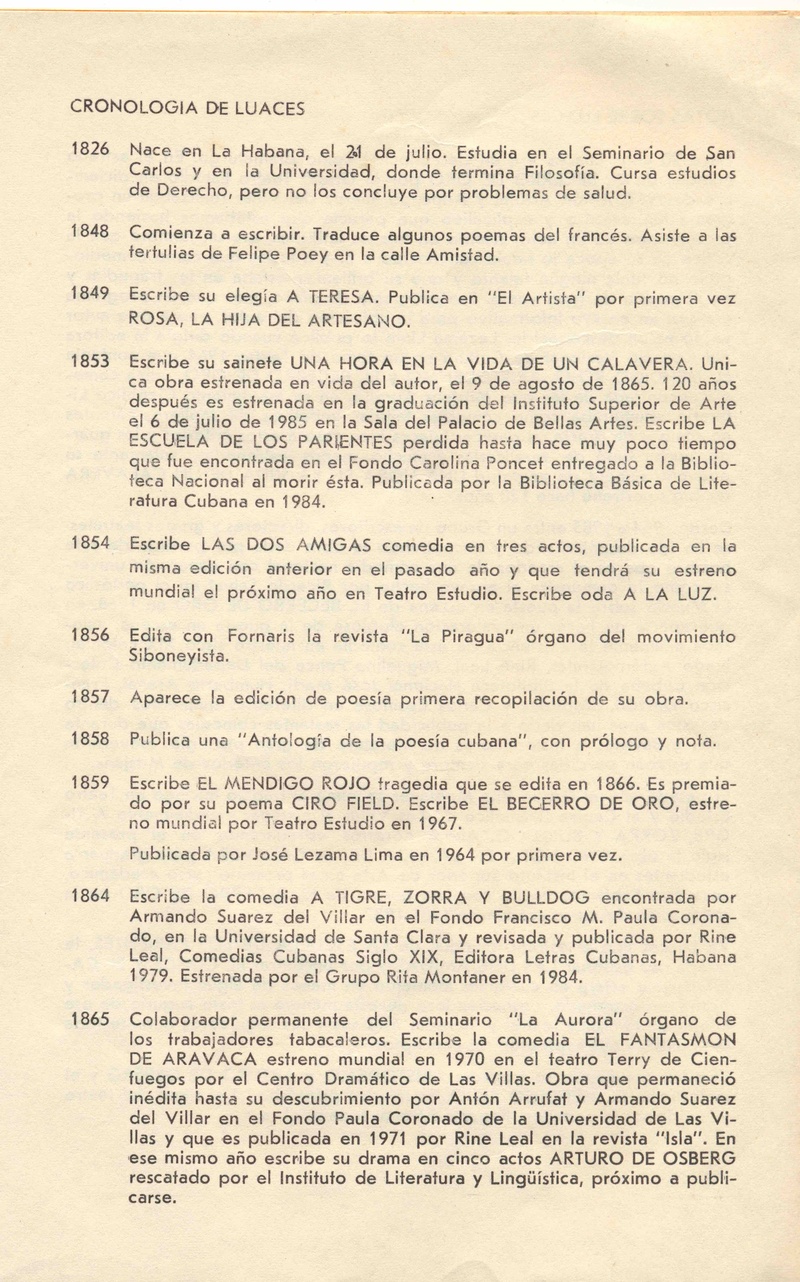 CRONOLOGIA DE LUACES
1826 Nace en La Habana, el 21 de julio. Estudia en el Seminario de San
Carlos y en la Universidad, donde termina Filosofía. Cursa estudios
de Derecho, pero no los concluye por problemas de salud.
1848 Comienza a escribir. Traduce algunos poemas del francés. Asiste a las
tertulias de Felipe Poey en la calle Amistad.
1849 Escribe su elegía A TERESA. Publica en "El Artista" por primera vez
ROSA, LA HIJA DEL ARTESANO.
1853 Escribe su sainete UNA HORA EN LA VIDA DE UN CALAVERA. Uni-
ca obra estrenada en vida del autor, el 9 de agosto de 1865. 120 años
después es estrenada en la graduación del Instituto Superior de Arte
el 6 de julio de 1985 en la Sala del Palacio de Bellas Artes. Escribe LA
ESCUELA DE LOS PARIENTES perdida hasta hace muy poco tiempo
que fue encontrada en el Fondo Carolina Poncet entregado a la Biblio-
teca Nacional al morir ésta. Publicada por la Biblioteca Básica de Lite-
ratura Cubana en 1984.
1854 Escribe LAS DOS AMIGAS comedia en tres actos, publicada en la
misma edición anterior en el pasado año y que tendrá su estreno
mundial el próximo año en Teatro Estudio. Escribe oda A LA LUZ.
1856 Edita con Fornaris la revista "La Piragua" órgano del movimiento
Siboneyista.
1857 Aparece la edición de poesía primera recopilación de su obra.
1858 Publica una "Antología de la poesía cubana", con prólogo y nota.
1859 Escribe EL MENDIGO ROJO tragedia que se edita en 1866. Es premia-
do por su poema CIRO FIELD. Escribe EL BECERRO DE ORO, estre-
no mundial por Teatro Estudio en 1967.
Publicada por José Lezama Lima en 1964 por primera vez.
1864 Escribe la comedia A TIGRE, ZORRA Y BULLDOG encontrada por
Armando Suarez del Villar en el Fondo Francisco M. Paula Corona-
do, en la Universidad de Santa Clara y revisada y publicada por Rine
Leal, Comedias Cubanas Siglo XIX, Editora Letras Cubanas, Habana
1979. Estrenada por el Grupo Rita Montaner en 1984.
1865 Colaborador permanente del Seminario "La Aurora" órgano de
los trabajadores tabacaleros. Escribe la comedia EL FANTASMON
DE ARAVACA estreno mundial en 1970 en el teatro Terry de Cien-
fuegos por el Centro Dramático de Las Villas. Obra que permaneció
inédita hasta su descubrimiento por Antón Arrufat y Armando Suarez
del Villar en el Fondo Paula Coronado de la Universidad de Las Vi-
llas y que es publicada en 1971 por Rine Leal en la revista "Isla". En
ese mismo año escribe su drama en cinco actos ARTURO DE OSBERG
rescatado por el Instituto de Literatura y Lingüística, próximo a publi-
carse.